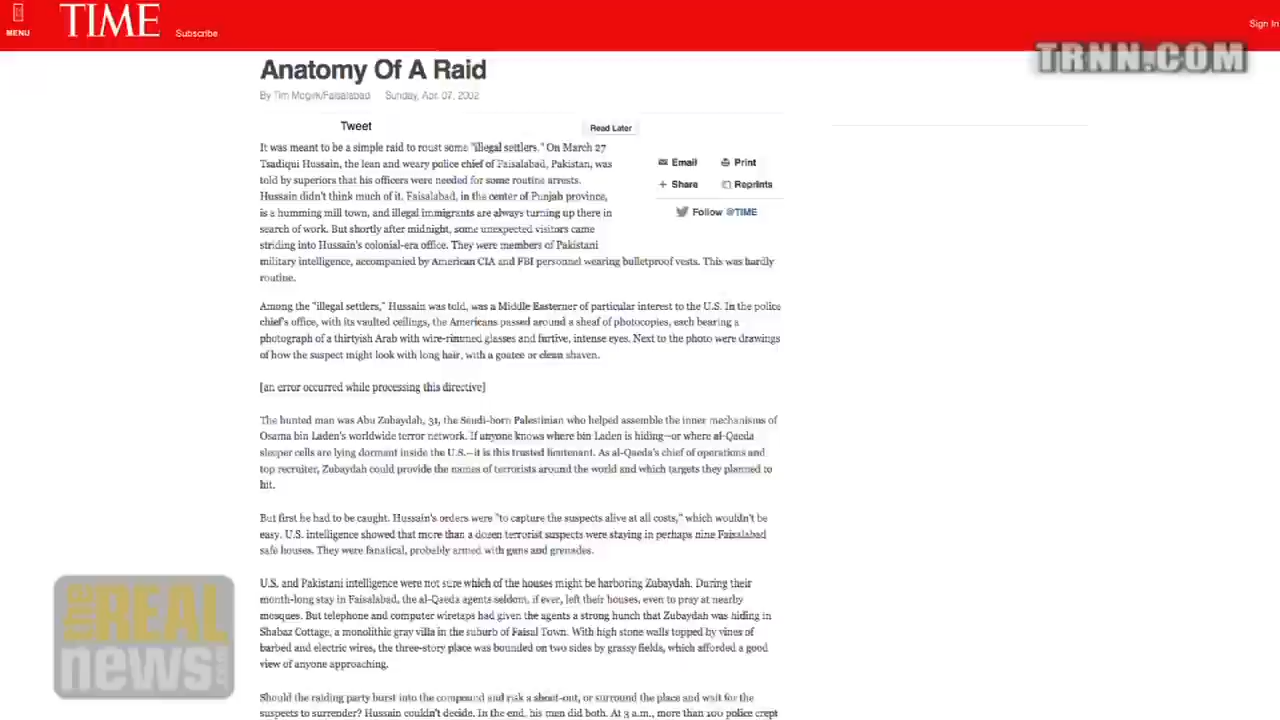 MENU
TIME
Subscribe
Sign In
TRNN.COM
Anatomy Of A Raid
By Tim Mcgirk/Faisalabad Sunday, Apr. 07, 2002
Tweet
Read Later
It was meant to be a simple raid to roust some "illegal settlers." On March 27
Tsadiqui Hussain, the lean and weary police chief of Faisalabad, Pakistan, was
told by superiors that his officers were needed for some routine arrests.
Hussain didn't think much of it. Faisalabad, in the center of Punjab province,
is a humming mill town, and illegal immigrants are always turning up there in
search of work. But shortly after midnight, some unexpected visitors came
striding into Hussain's colonial-era office. They were members of Pakistani
military intelligence, accompanied by American CIA and FBI personnel wearing bulletproof vests. This was hardly
routine.
Email
Print
Share
Reprints
Follow @TIME
Among the "illegal settlers," Hussain was told, was a Middle Easterner of particular interest to the U.S. In the police
chief's office, with its vaulted ceilings, the Americans passed around a sheaf of photocopies, each bearing a
photograph of a thirtyish Arab with wire-rimmed glasses and furtive, intense eyes. Next to the photo were drawings
of how the suspect might look with long hair, with a goatee or clean shaven.
[an error occurred while processing this directive]
The hunted man was Abu Zubaydah, 31, the Saudi-born Palestinian who helped assemble the inner mechanisms of
Osama bin Laden's worldwide terror network. If anyone knows where bin Laden is hiding—or where al-Qaeda
sleeper cells are lying dormant inside the U.S.—it is this trusted lieutenant. As al-Qaeda's chief of operations and
top recruiter, Zubaydah could provide the names of terrorists around the world and which targets they planned to
hit.
But first he had to be caught. Hussain's orders were "to capture the suspects alive at all costs," which wouldn't be
easy. U.S. intelligence showed that more than a dozen terrorist suspects were staying in perhaps nine Faisalabad
safe houses. They were fanatical, probably armed with guns and grenades.
U.S. and Pakistani intelligence were not sure which of the houses might be harboring Zubaydah. During their
month-long stay in Faisalabad, the al-Qaeda agents seldom, if ever, left their houses, even to pray at nearby
mosques. But telephone and computer wiretaps had given the agents a strong hunch that Zubaydah was hiding in
Shabaz Cottage, a monolithic gray villa in the suburb of Faisal Town. With high stone walls topped by vines of
barbed and electric wires, the three-story place was bounded on two sides by grassy fields, which afforded a good
view of anyone approaching.
Should the raiding party burst into the compound and risk a shoot-out, or surround the place and wait for the
suspects to surrender? Hussain couldn't decide. In the end, his men did both. At 3 a.m., more than 100 police crept
the REAL
news.com